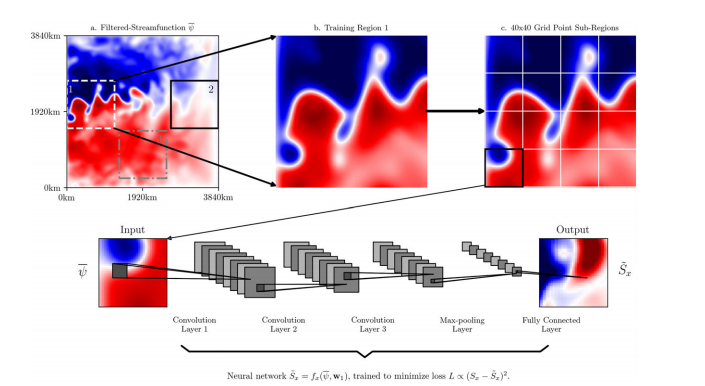 a. Filtered-Streamfunction $\overline{\psi}$
b. Training Region 1
c. 40x40 Grid Point Sub-Regions
3840km
1920km
0km
0km
1920km
3840km
1
2
3
Input
Output
$\overline{\psi}$
$\tilde{S}_x$
Convolution
Layer 1
Convolution
Layer 2
Convolution
Layer 3
Max-pooling
Layer
Fully Connected
Layer
Neural network $\tilde{S}_x = f_x(\overline{\psi}, \mathbf{w}_1)$, trained to minimize loss $L \propto (S_x - \tilde{S}_x)^2$.